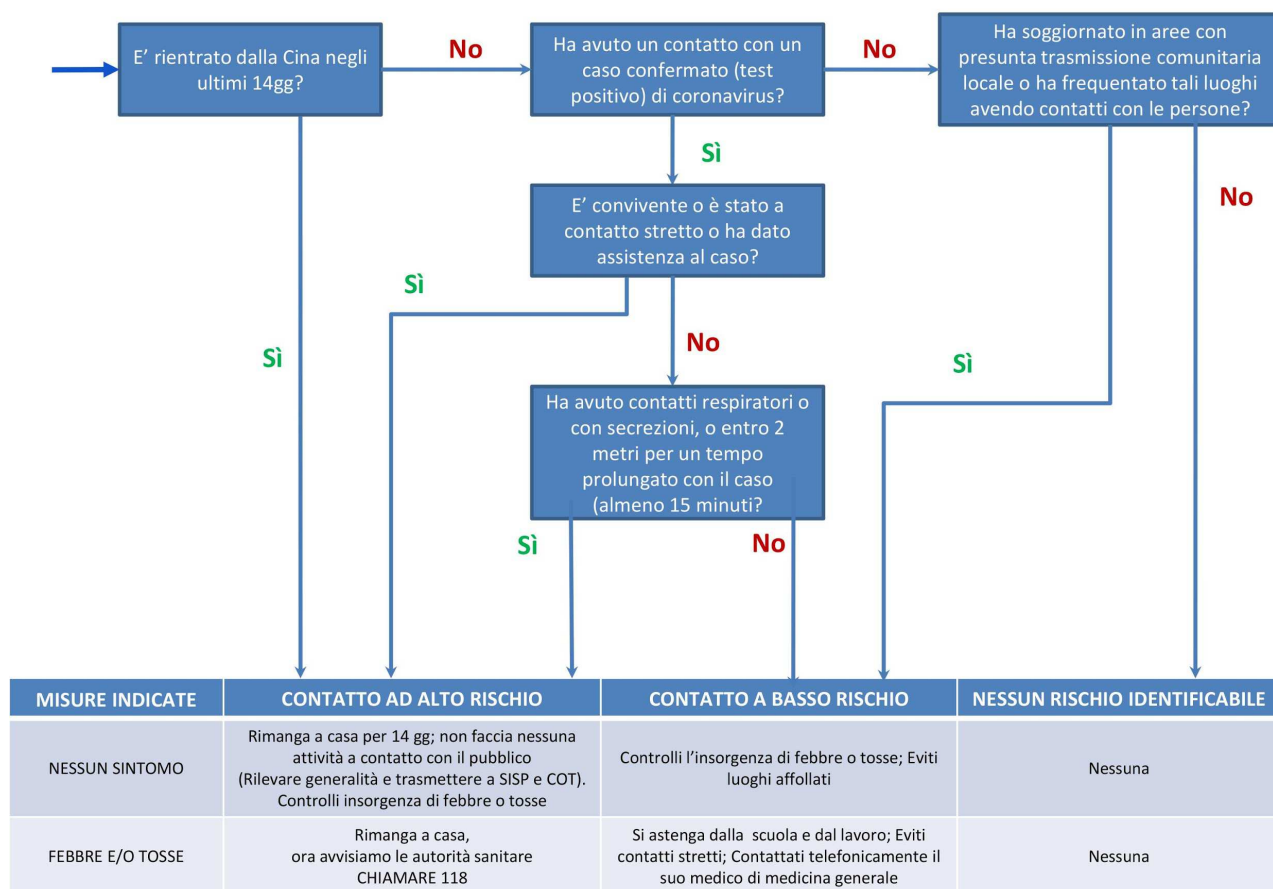 E’ rientrato dalla Cina negli
ultimi 14gg?
No
Ha avuto un contatto con un
caso confermato (test
positivo) di coronavirus?
No
Ha soggiornato in aree con
presunta trasmissione comunitaria
locale o ha frequentato tali luoghi
avendo contatti con le persone?
Sì
No
E’ convivente o è stato a
contatto stretto o ha dato
assistenza al caso?
Sì
No
Sì
Sì
Ha avuto contatti respiratori o
con secrezioni, o entro 2
metri per un tempo
prolungato con il caso
(almeno 15 minuti?
Sì
No
MISURE INDICATE
CONTATTO AD ALTO RISCHIO
CONTATTO A BASSO RISCHIO
NESSUN RISCHIO IDENTIFICABILE
NESSUN SINTOMO
Rimanga a casa per 14 gg; non faccia nessuna
attività a contatto con il pubblico
(Rilevare generalità e trasmettere a SISP e COT).
Controlli insorgenza di febbre o tosse
Controlli l’insorgenza di febbre o tosse; Eviti
luoghi affollati
Nessuna
FEBBRE E/O TOSSE
Rimanga a casa,
ora avvisiamo le autorità sanitare
CHIAMARE 118
Si astenga dalla scuola e dal lavoro; Eviti
contatti stretti; Contattati telefonicamente il
suo medico di medicina generale
Nessuna